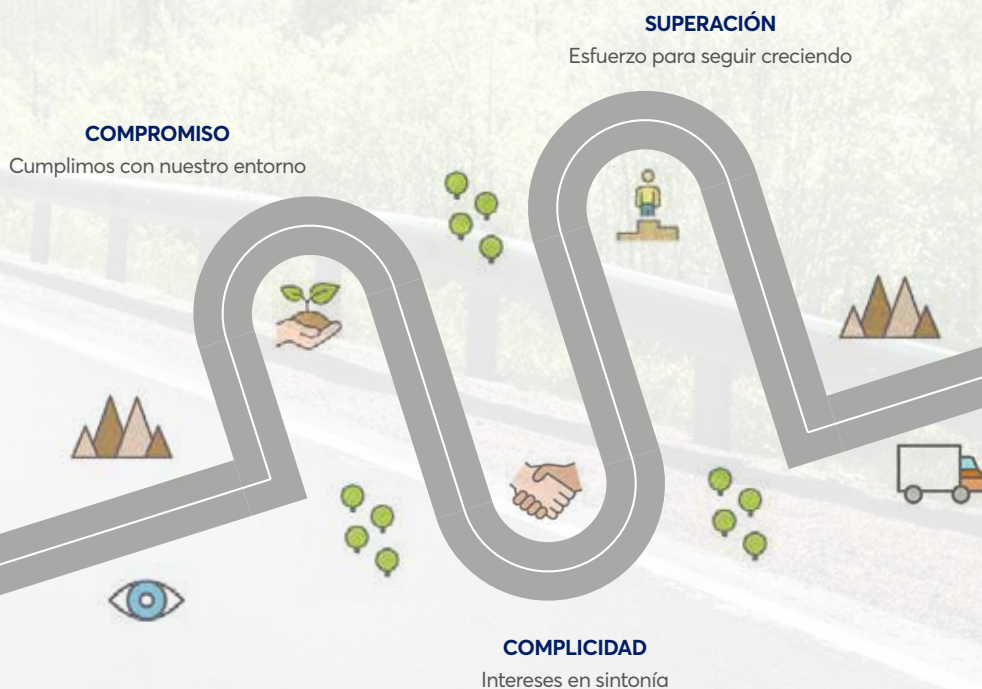 SUPERACIÓN
Esfuerzo para seguir creciendo
COMPROMISO
Cumplimos con nuestro entorno
COMPLICIDAD
Intereses en sintonía